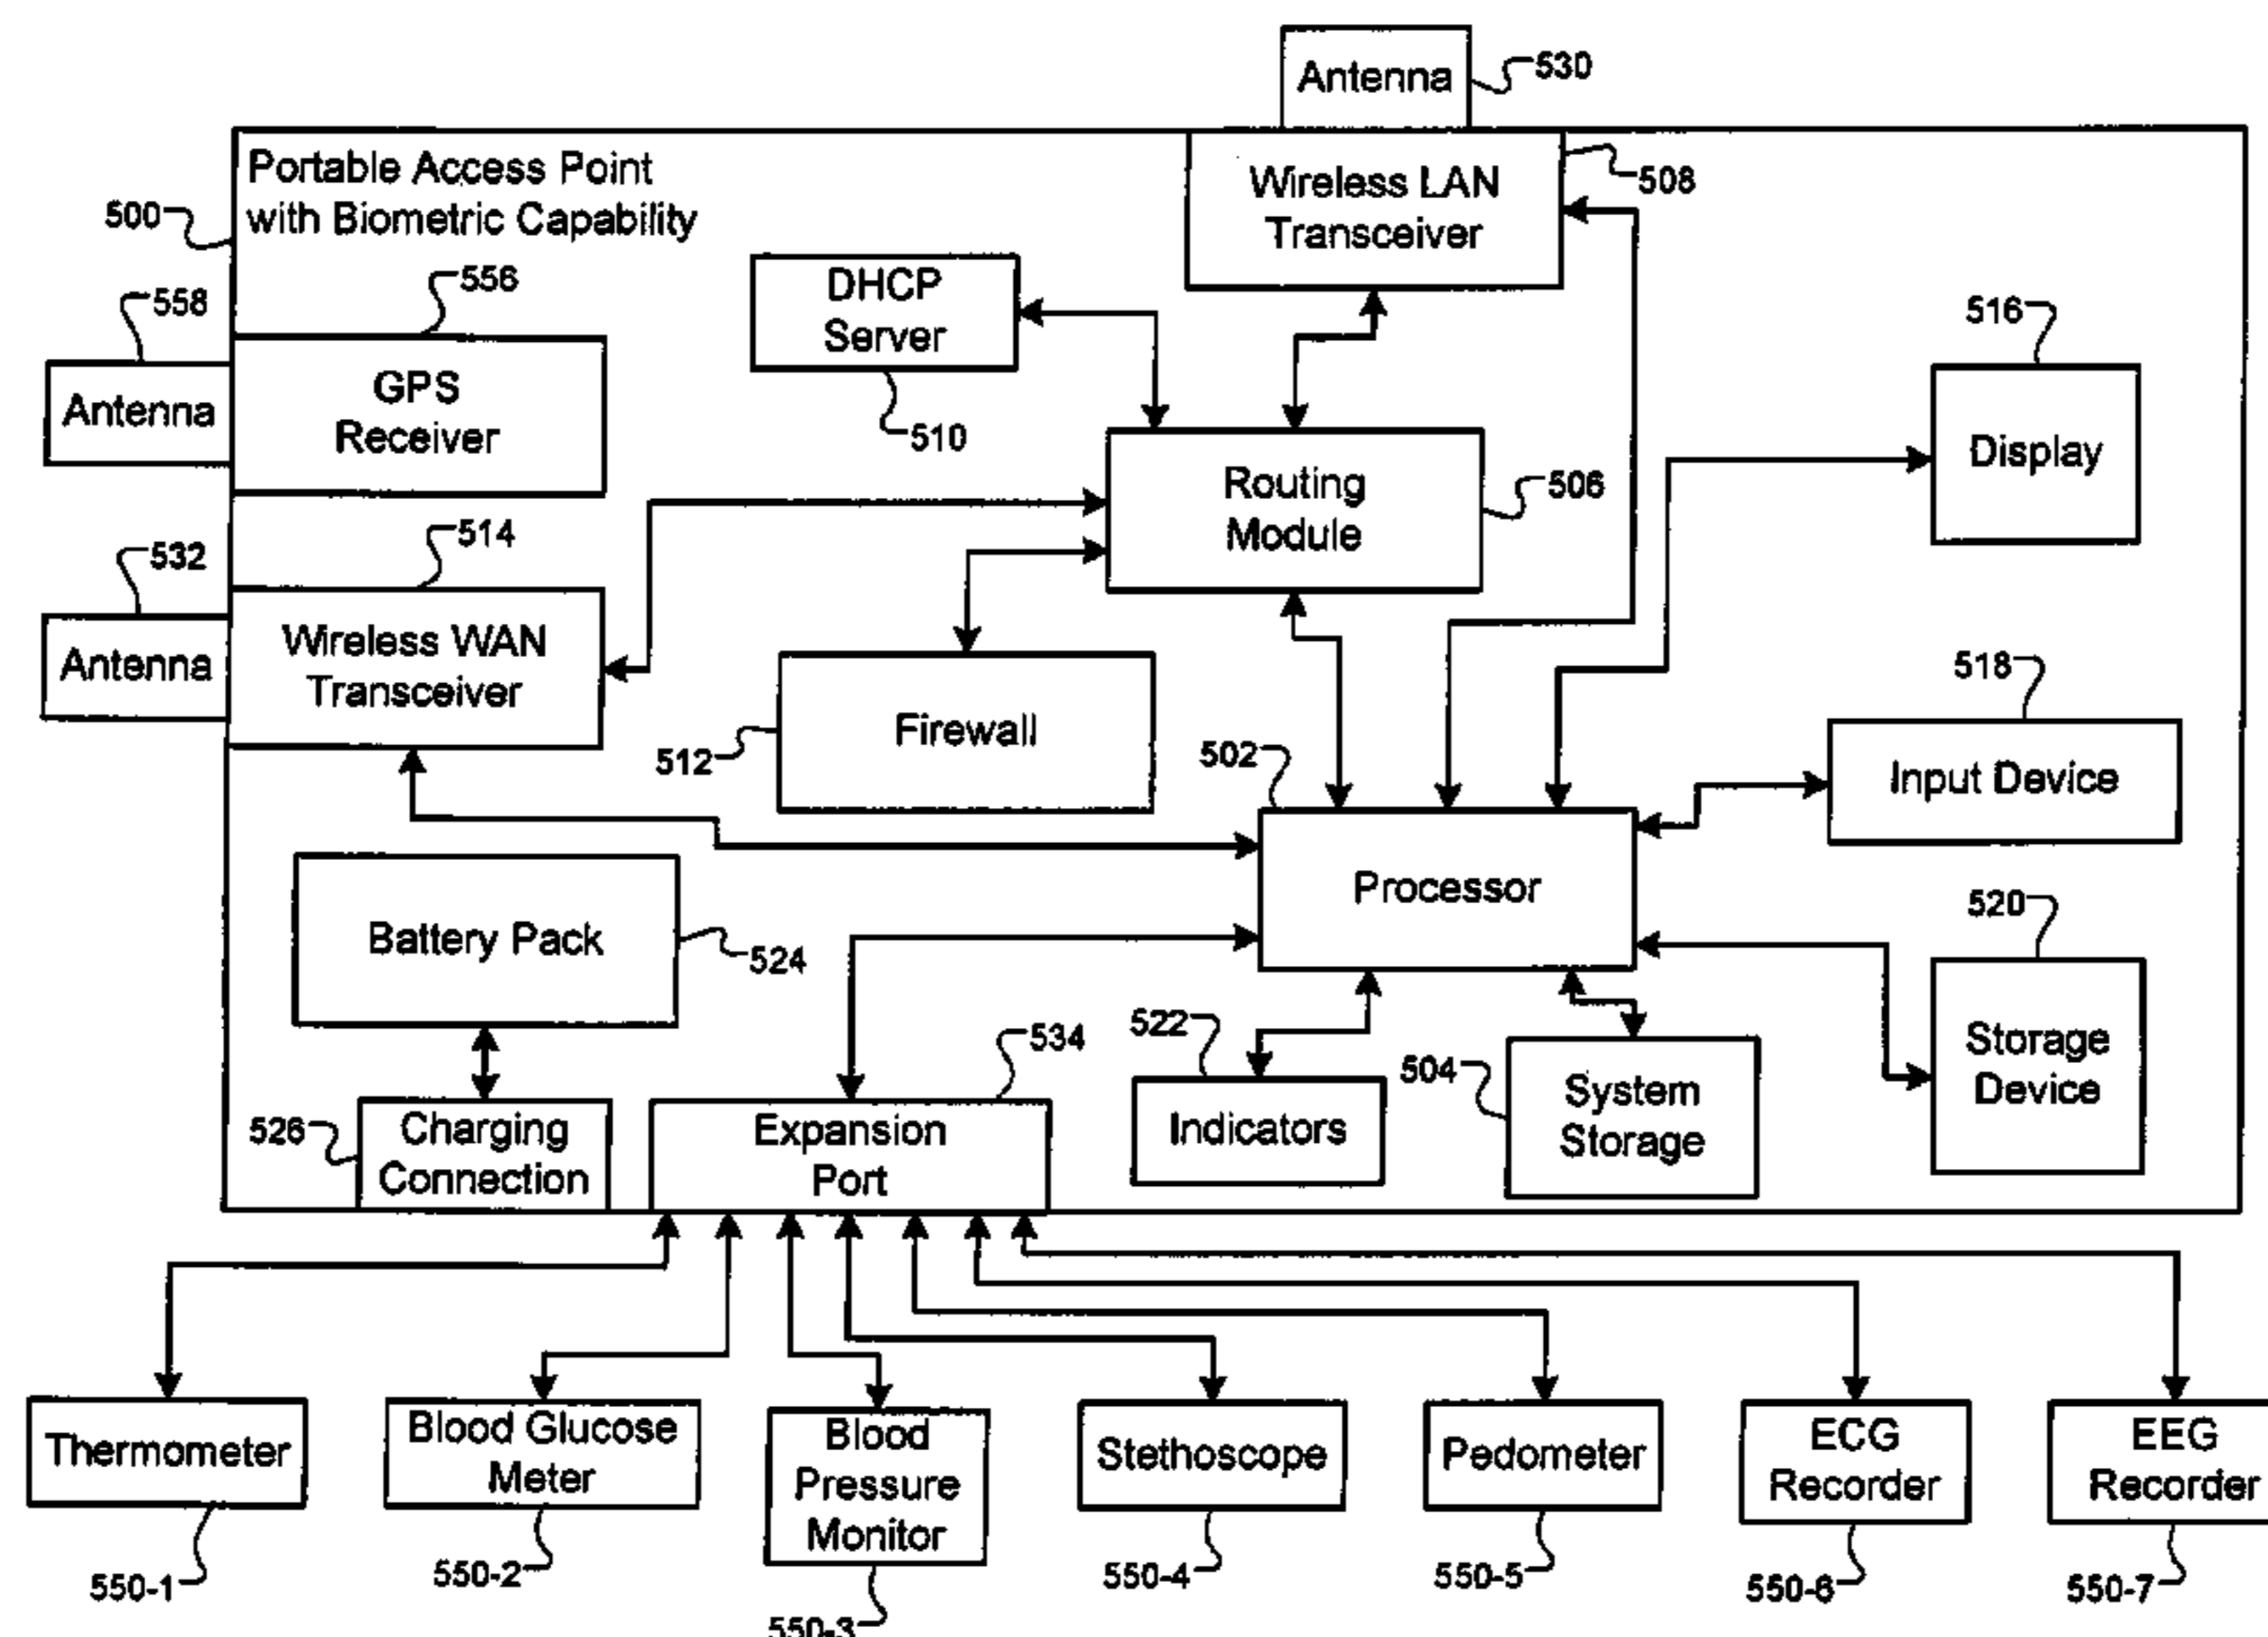 Antenna
530
Portable Access Point
with Biometric Capability
500
Wireless LAN
Transceiver
508
558
556
DHCP
Server
510
516
Antenna
GPS
Receiver
Display
Routing
Module
506
532
514
Antenna
Wireless WAN
Transceiver
518
Firewall
512
502
Input Device
Processor
520
Battery Pack
524
534
522
504
Storage
Device
526
Charging
Connection
Expansion
Port
Indicators
System
Storage
Thermometer
Blood Glucose
Meter
Blood
Pressure
Monitor
Stethoscope
Pedometer
ECG
Recorder
EEG
Recorder
550-1
550-2
550-3
550-4
550-5
550-6
550-7